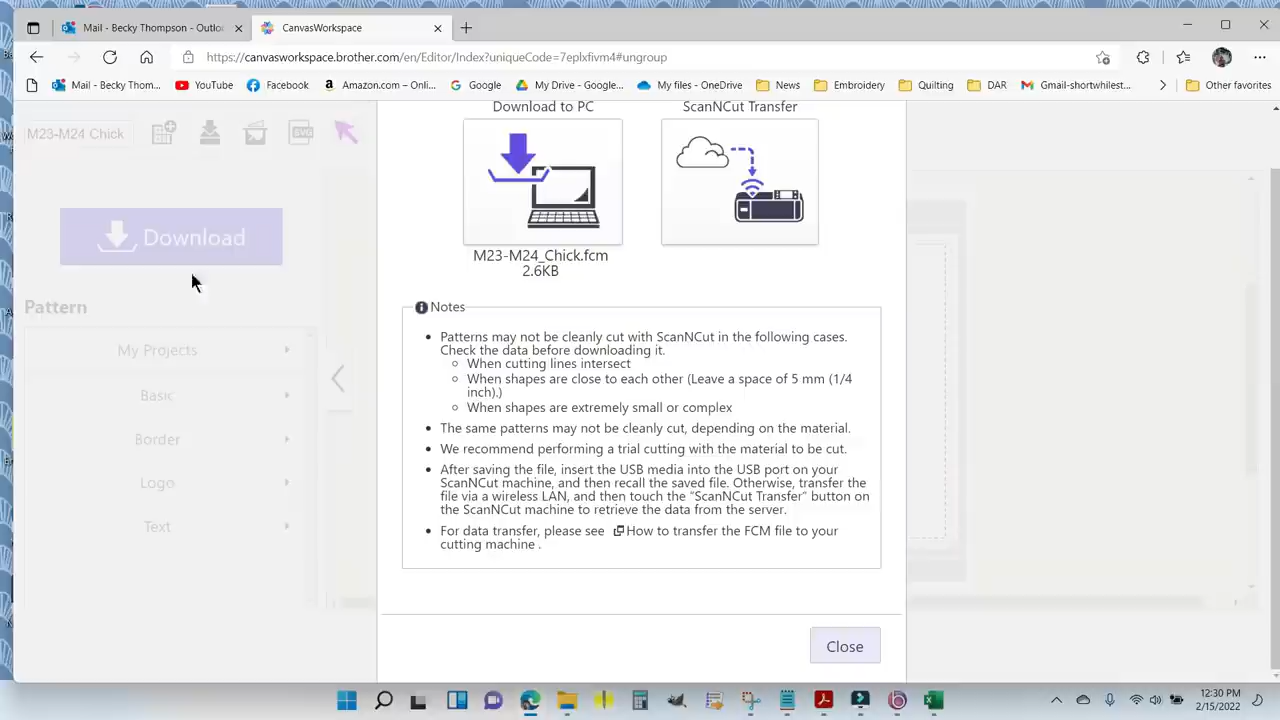 Mail - Becky Thompson - Outlo
CanvasWorkspace
https://canvasworkspace.brother.com/en/Editor/Index?uniqueCode=7eplxfivm4#ungroup
Mail - Becky Thom...
YouTube
Facebook
Amazon.com – Onli...
Google
My Drive - Google...
My files - OneDrive
News
Embroidery
Quilting
DAR
Gmail-shortwhilest...
Other favorites
M23-M24 Chick
SVG
Download
Pattern
My Projects
Basic
Border
Logo
Text
Download to PC
ScanNCut Transfer
M23-M24_Chick.fcm
2.6KB
Notes
Patterns may not be cleanly cut with ScanNCut in the following cases.
Check the data before downloading it.
When cutting lines intersect
When shapes are close to each other (Leave a space of 5 mm (1/4
inch).)
When shapes are extremely small or complex
The same patterns may not be cleanly cut, depending on the material.
We recommend performing a trial cutting with the material to be cut.
After saving the file, insert the USB media into the USB port on your
ScanNCut machine, and then recall the saved file. Otherwise, transfer the
file via a wireless LAN, and then touch the “ScanNCut Transfer” button on
the ScanNCut machine to retrieve the data from the server.
For data transfer, please see How to transfer the FCM file to your
cutting machine .
Close
12:30 PM
2/15/2022